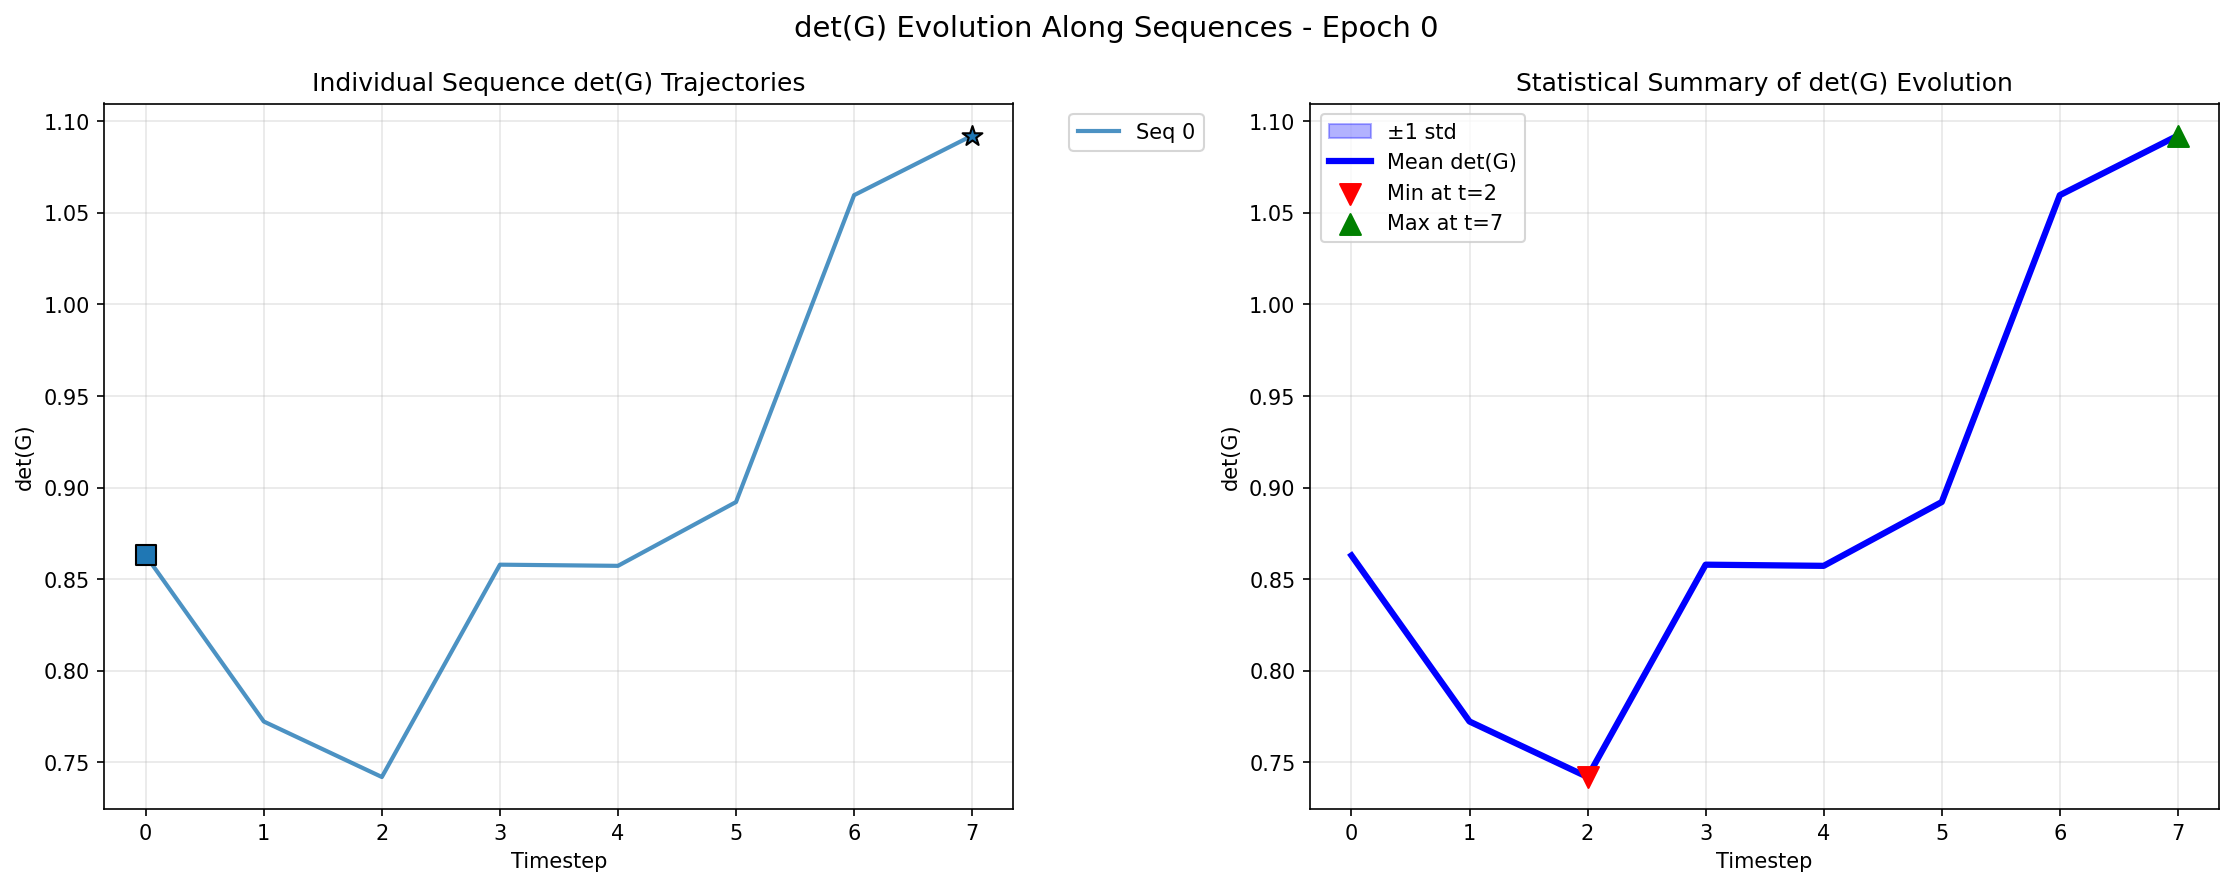 det(G) Evolution Along Sequences - Epoch 0
Individual Sequence det(G) Trajectories
det(G)
1.10
1.05
1.00
0.95
0.90
0.85
0.80
0.75
0 1 2 3 4 5 6 7
Timestep
Seq 0
Statistical Summary of det(G) Evolution
±1 std
Mean det(G)
Min at t=2
Max at t=7
det(G)
1.10
1.05
1.00
0.95
0.90
0.85
0.80
0.75
0 1 2 3 4 5 6 7
Timestep